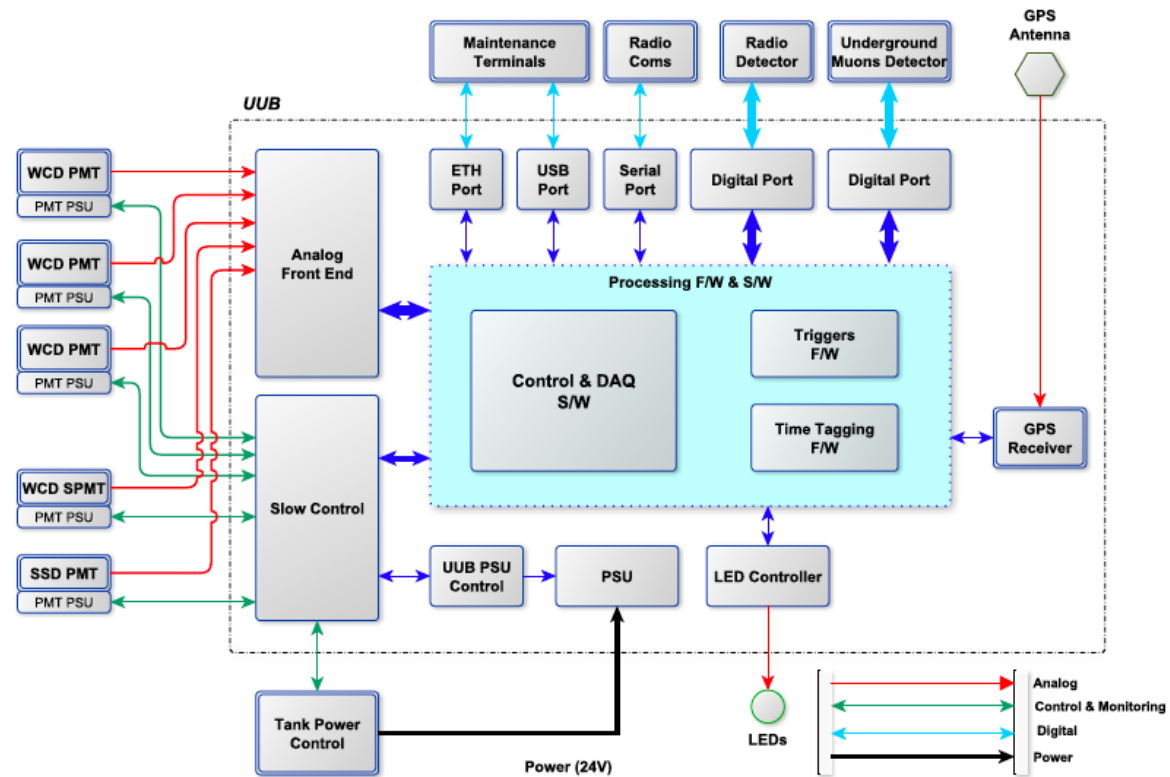 GPS
Antenna
Maintenance
Terminals
Radio
Coms
Radio
Detector
Underground
Muons Detector
UUB
WCD PMT
PMT PSU
WCD PMT
PMT PSU
WCD PMT
PMT PSU
WCD SPMT
PMT PSU
SSD PMT
PMT PSU
Analog
Front End
Slow Control
ETH
Port
USB
Port
Serial
Port
Digital Port
Digital Port
Processing F/W & S/W
Control & DAQ
S/W
Triggers
F/W
Time Tagging
F/W
GPS
Receiver
UUB PSU
Control
PSU
LED Controller
Tank Power
Control
Power (24V)
LEDs
Analog
Control & Monitoring
Digital
Power